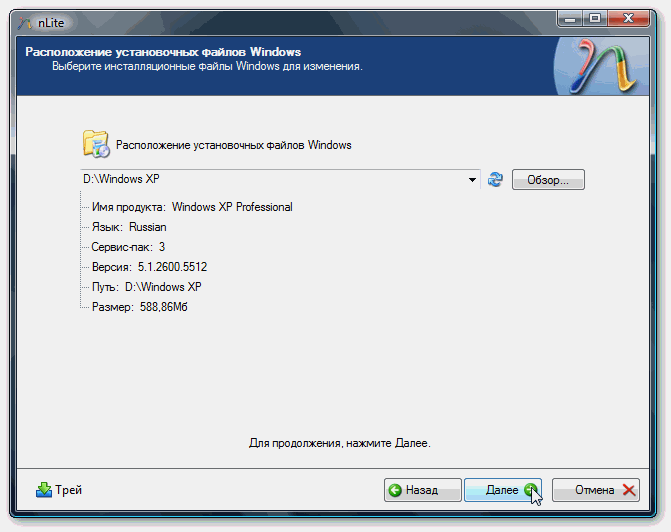 nLite
Расположение установочных файлов Windows
Выберите инсталляционные файлы Windows для изменения.
Расположение установочных файлов Windows
D:\Windows XP
Обзор...
Имя продукта: Windows XP Professional
Язык: Russian
Сервис-пак: 3
Версия: 5.1.2600.5512
Путь: D:\Windows XP
Размер: 588,86Мб
Для продолжения, нажмите Далее.
Трей
Назад
Далее
Отмена